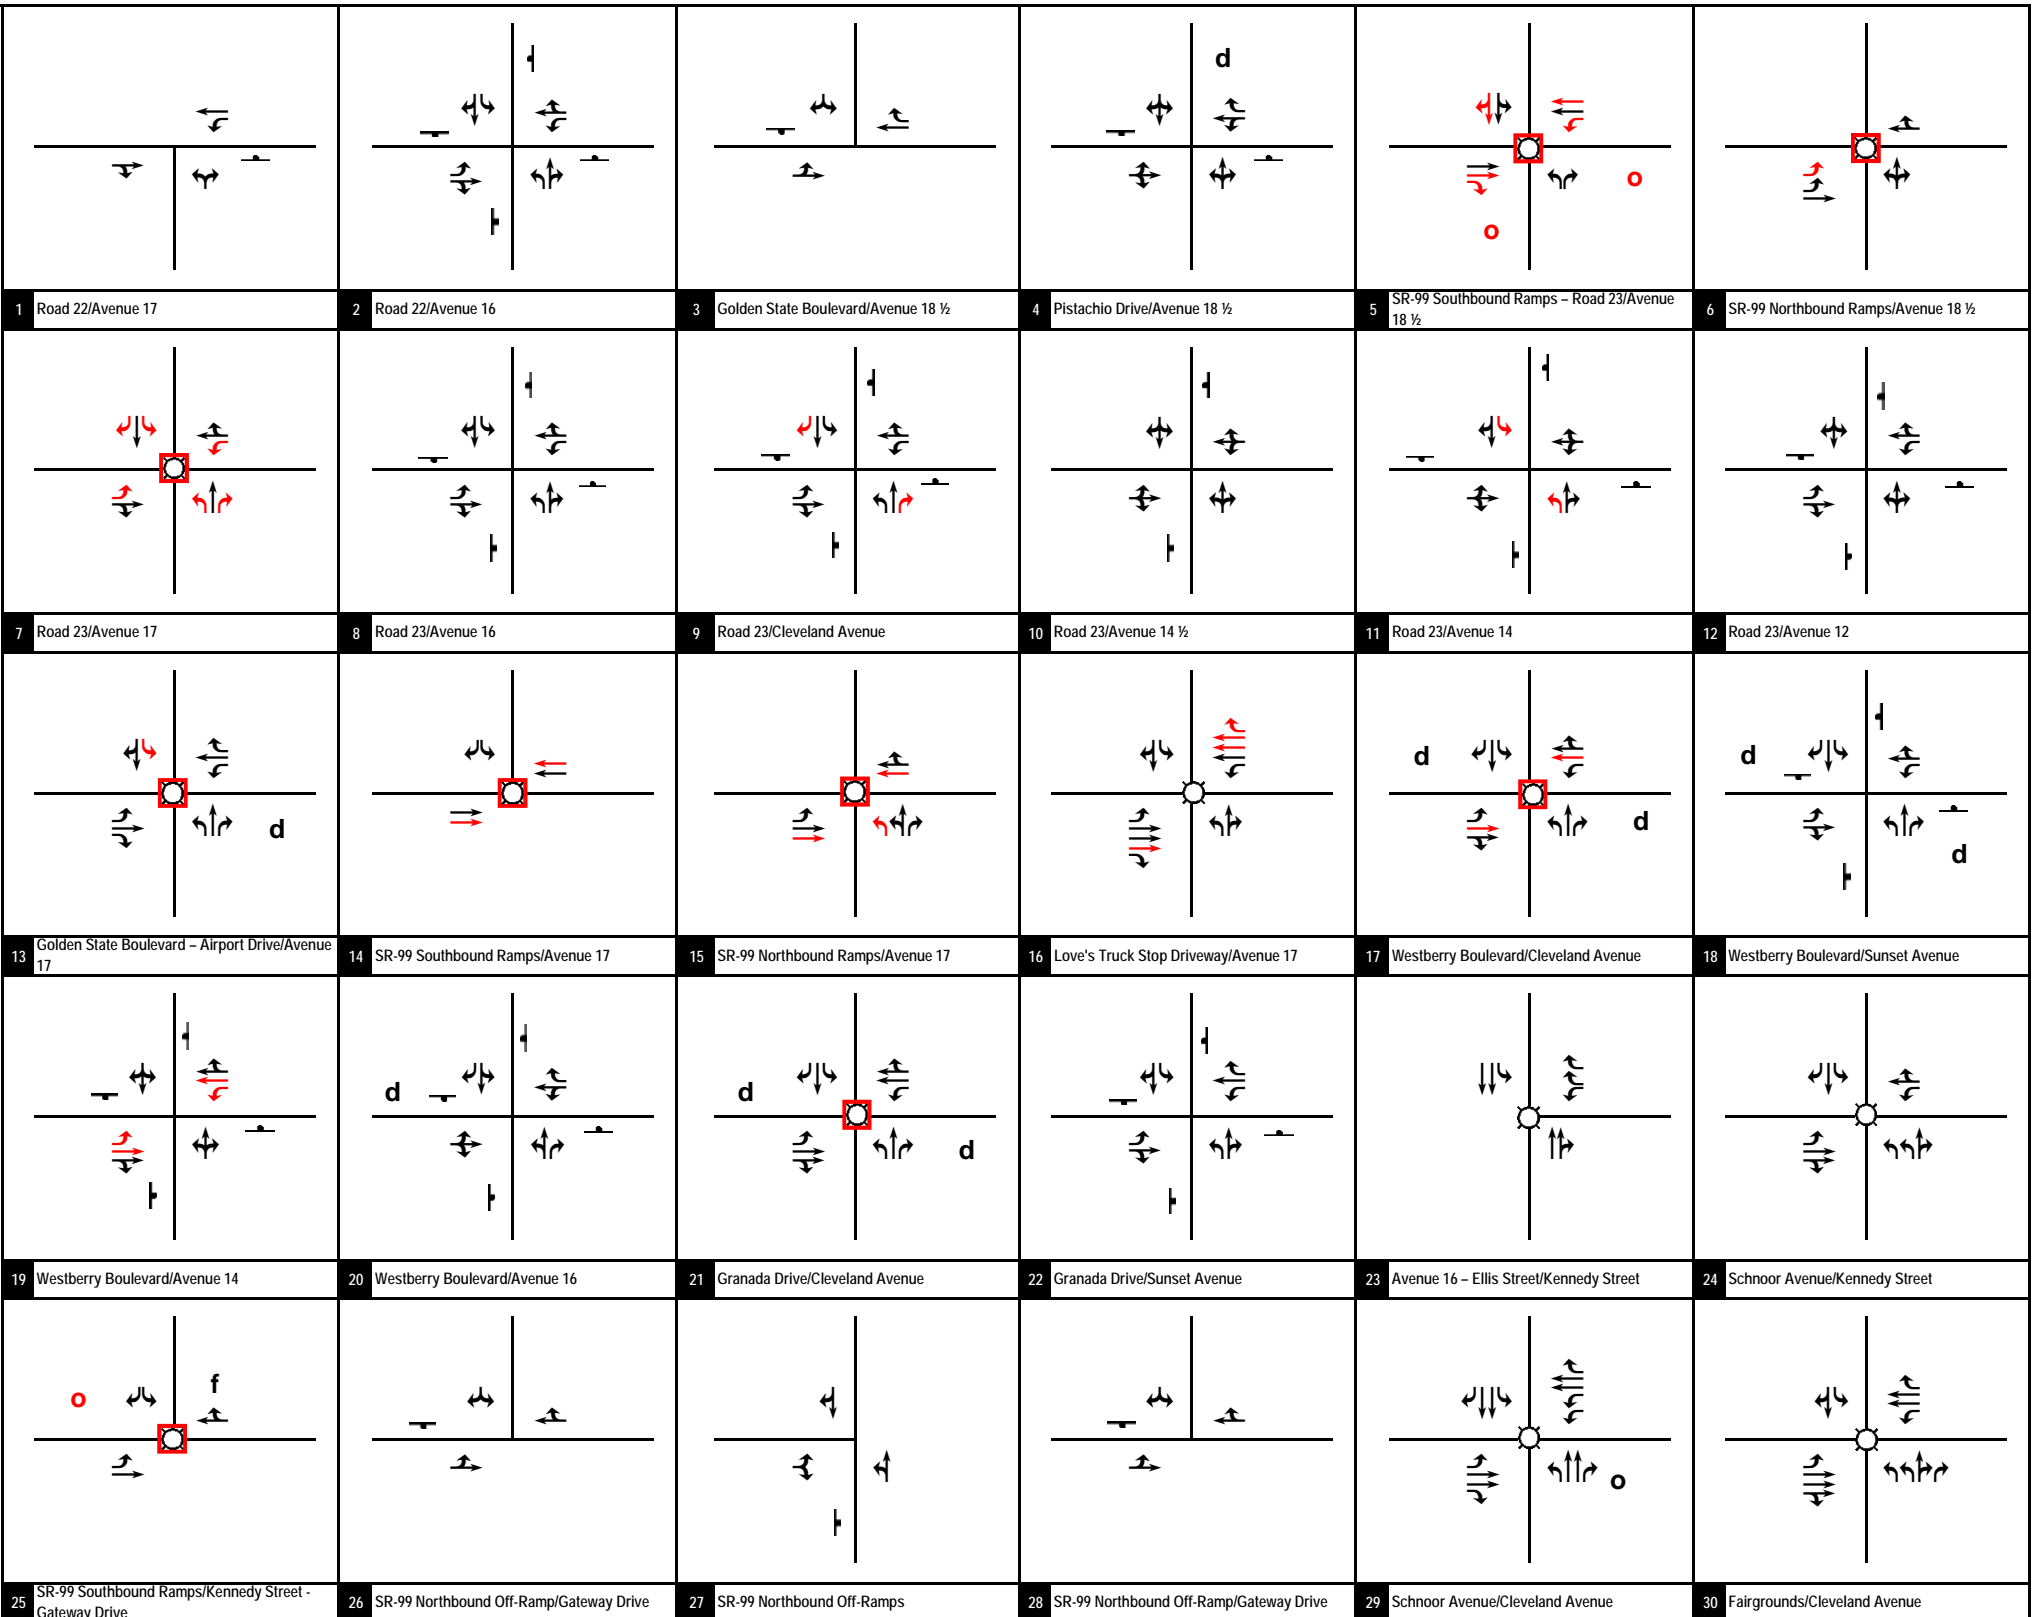 d
o
o
1 Road 22/Avenue 17
2 Road 22/Avenue 16
3 Golden State Boulevard/Avenue 18 ½
4 Pistachio Drive/Avenue 18 ½
5 SR-99 Southbound Ramps – Road 23/Avenue
18 ½
6 SR-99 Northbound Ramps/Avenue 18 ½
7 Road 23/Avenue 17
8 Road 23/Avenue 16
9 Road 23/Cleveland Avenue
10 Road 23/Avenue 14 ½
11 Road 23/Avenue 14
12 Road 23/Avenue 12
d
d
d
d
d
13 Golden State Boulevard – Airport Drive/Avenue
17
14 SR-99 Southbound Ramps/Avenue 17
15 SR-99 Northbound Ramps/Avenue 17
16 Love's Truck Stop Driveway/Avenue 17
17 Westberry Boulevard/Cleveland Avenue
18 Westberry Boulevard/Sunset Avenue
d
d
d
19 Westberry Boulevard/Avenue 14
20 Westberry Boulevard/Avenue 16
21 Granada Drive/Cleveland Avenue
22 Granada Drive/Sunset Avenue
23 Avenue 16 – Ellis Street/Kennedy Street
24 Schnoor Avenue/Kennedy Street
o
f
o
25 SR-99 Southbound Ramps/Kennedy Street -
Gateway Drive
26 SR-99 Northbound Off-Ramp/Gateway Drive
27 SR-99 Northbound Off-Ramps
28 SR-99 Northbound Off-Ramp/Gateway Drive
29 Schnoor Avenue/Cleveland Avenue
30 Fairgrounds/Cleveland Avenue